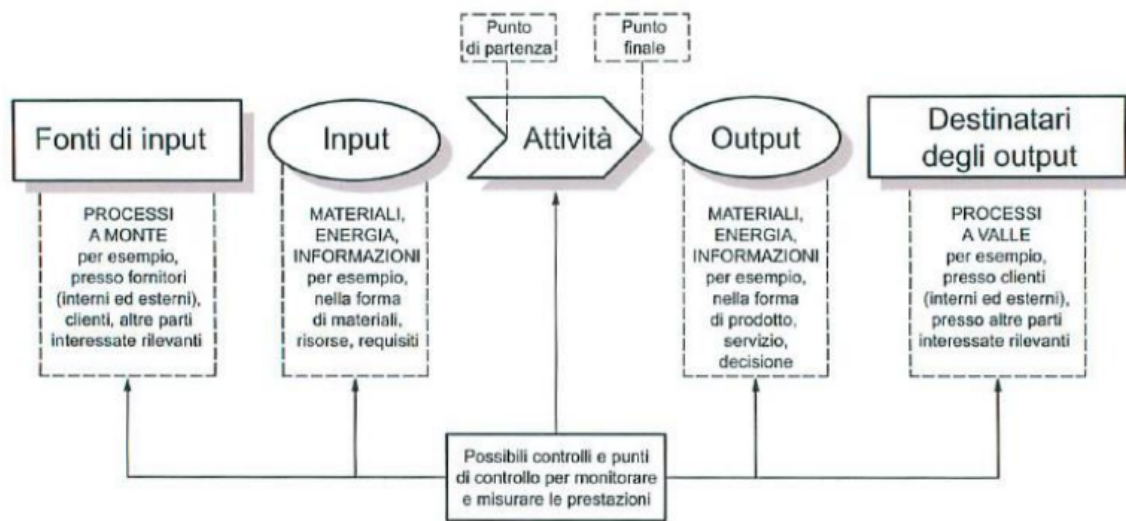 Punto
di partenza
Punto
finale
Fonti di input
Input
Attività
Output
Destinatari
degli output
PROCESSI
A MONTE
per esempio,
presso fornitori
(interni ed esterni),
clienti, altre parti
interessate rilevanti
MATERIALI,
ENERGIA,
INFORMAZIONI
per esempio,
nella forma
di materiali,
risorse, requisiti
MATERIALI,
ENERGIA,
INFORMAZIONI
per esempio,
nella forma
di prodotto,
servizio,
decisione
PROCESSI
A VALLE
per esempio,
presso clienti
(interni ed esterni),
presso altre parti
interessate rilevanti
Possibili controlli e punti
di controllo per monitorare
e misurare le prestazioni